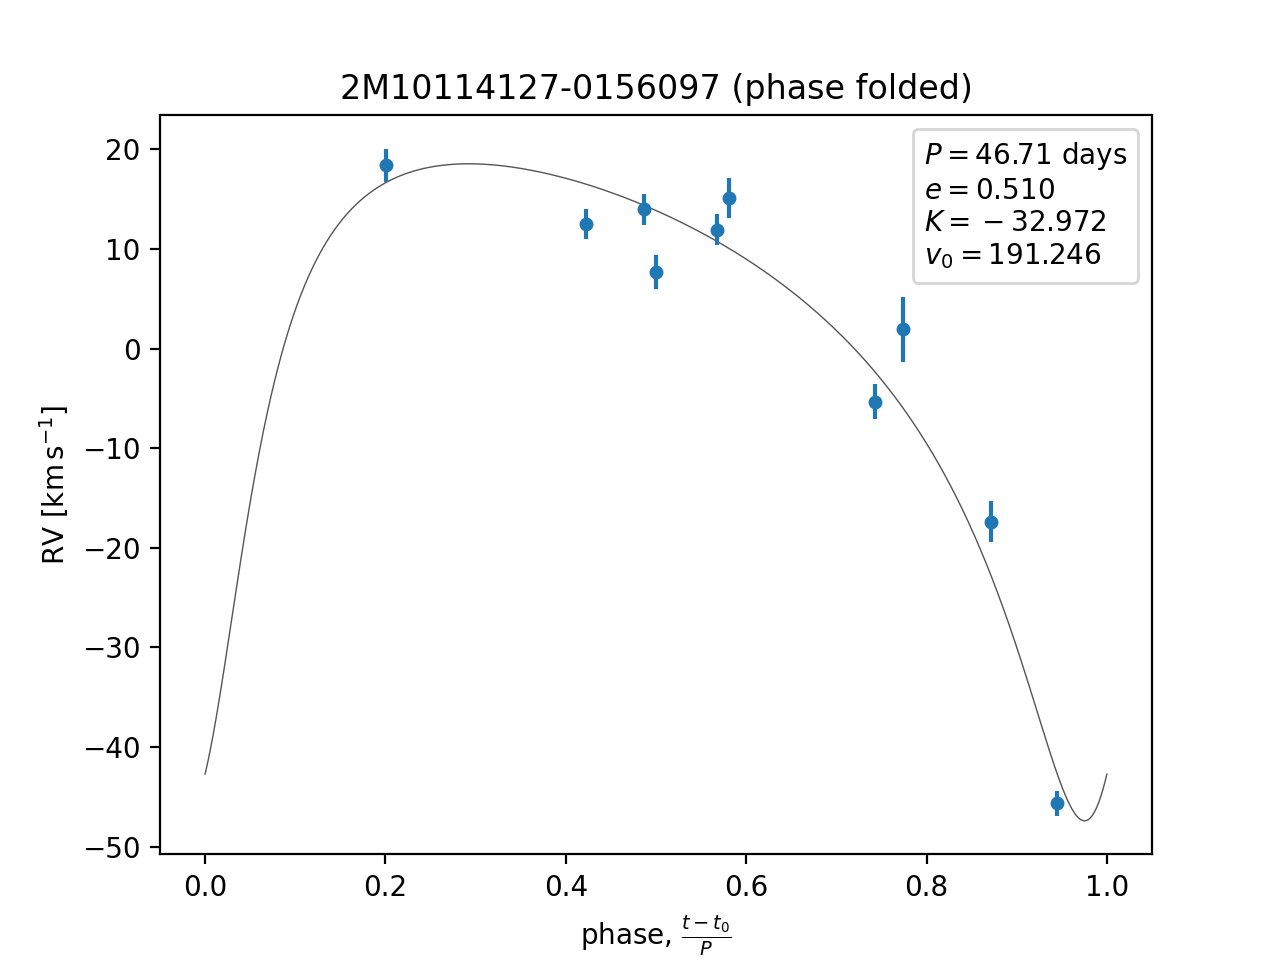 2M10114127-0156097 (phase folded)
P = 46.71 days
e = 0.510
K = −32.972
v₀ = 191.246
20
10
0
−10
−20
−30
−40
−50
RV [km s⁻¹]
0.0 0.2 0.4 0.6 0.8 1.0
phase, (t − t₀)/P